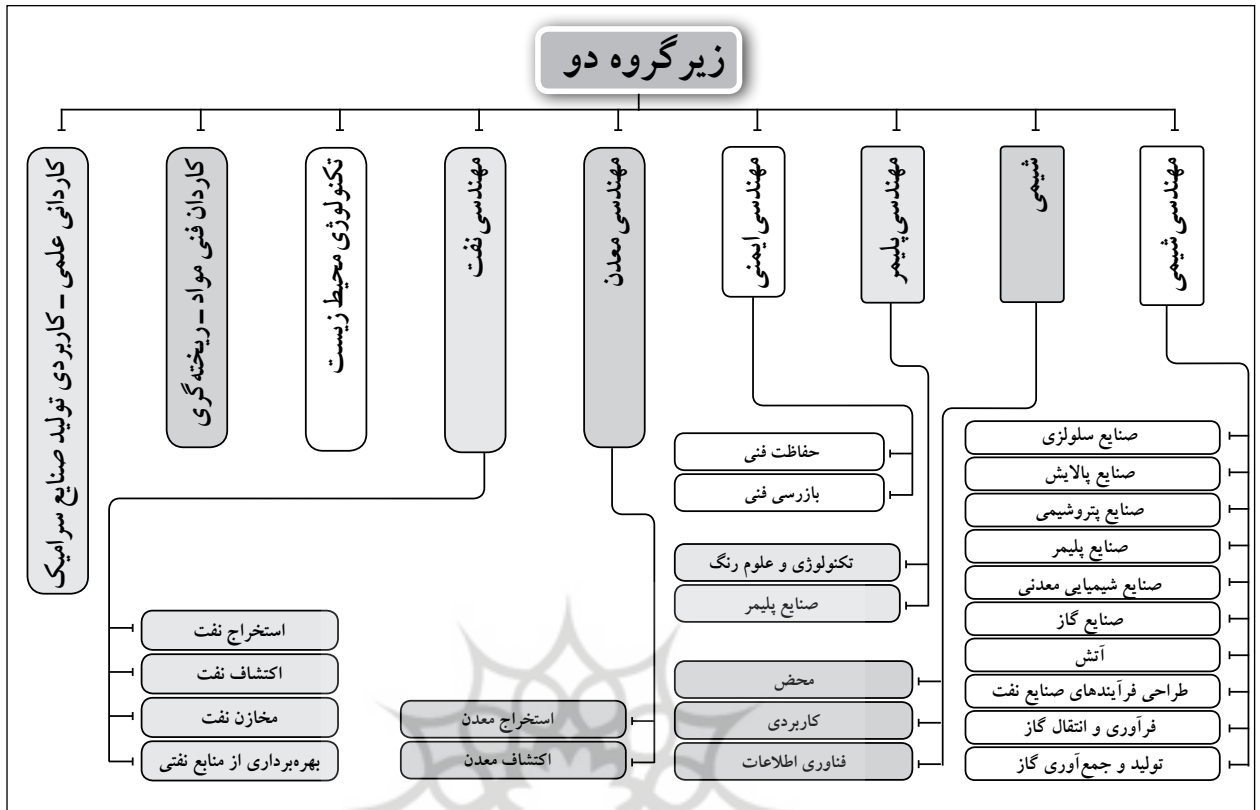 زیرگروه دو
مهندسی شیمی
شیمی
مهندسی پلیمر
مهندسی ایمنی
مهندسی معدن
مهندسی نفت
تکنولوژی محیط زیست
کاردان فنی مواد ـ ریخته گری
کاردانی علمی ـ کاربردی تولید صنایع سرامیک
صنایع سلولزی
صنایع پالایش
صنایع پتروشیمی
صنایع پلیمر
صنایع شیمیایی معدنی
صنایع گاز
آتش
طراحی فرآیندهای صنایع نفت
فرآوری و انتقال گاز
تولید و جمع‌آوری گاز
حفاظت فنی
بازرسی فنی
تکنولوژی و علوم رنگ
صنایع پلیمر
محض
کاربردی
فناوری اطلاعات
استخراج معدن
اکتشاف معدن
استخراج نفت
اکتشاف نفت
مخازن نفت
بهره‌برداری از منابع نفتی